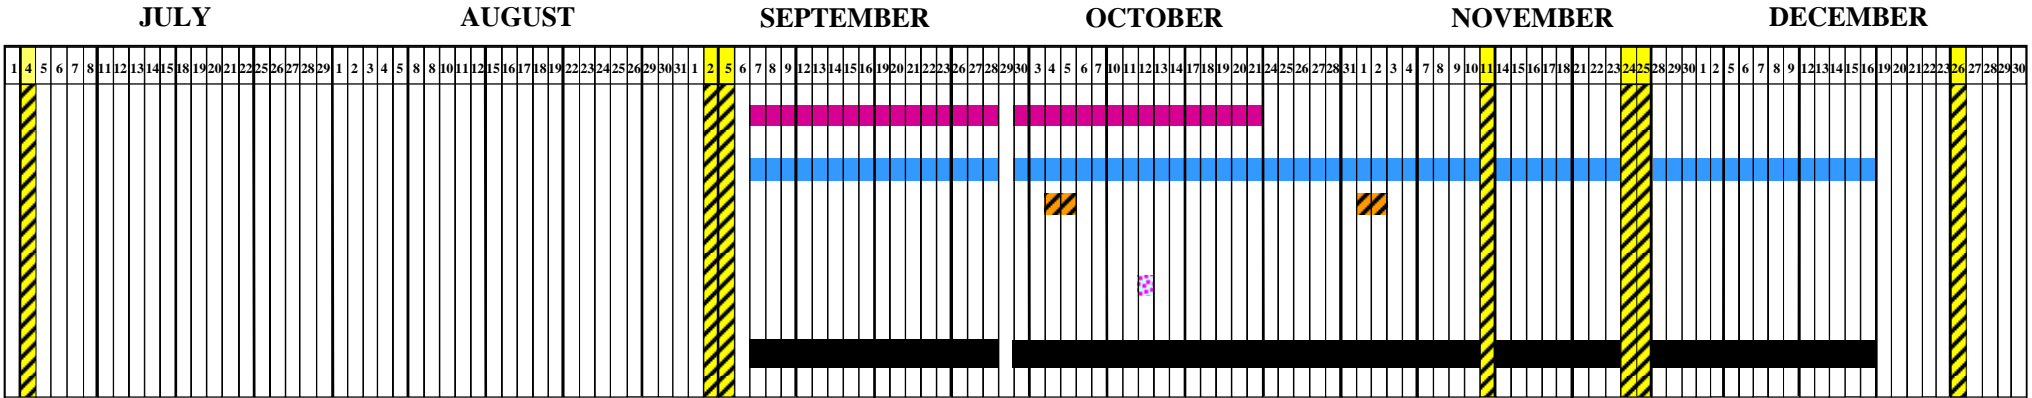 JULY AUGUST SEPTEMBER OCTOBER NOVEMBER DECEMBER
1 4 5 6 7 8 11 12 13 14 15 18 19 20 21 22 25 26 27 28 29 1 2 3 4 5 8 8 10 11 12 15 16 17 18 19 22 23 24 25 26 29 30 31 1 2 5 6 7 8 9 12 13 14 15 16 19 20 21 22 23 26 27 28 29 30 3 4 5 6 7 10 11 12 13 14 17 18 19 20 21 24 25 26 27 28 31 1 2 3 4 7 8 9 10 11 14 15 16 17 18 21 22 23 24 25 28 29 30 1 2 5 6 7 8 9 12 13 14 15 16 19 20 21 22 23 26 27 28 29 30